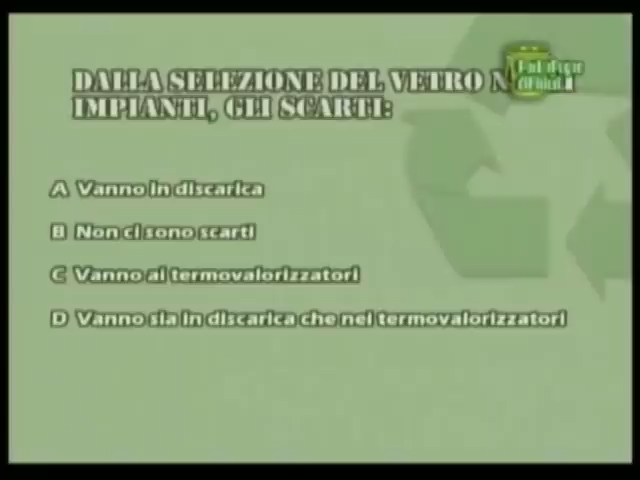 DALLA SELEZIONE DEL VETRO
IMPIANTI, GLI SCARTI:
A Vanno in discarica
B Non ci sono scarti
C Vanno ai termovalorizzatori
D Vanno sia in discarica che nei termovalorizzatori